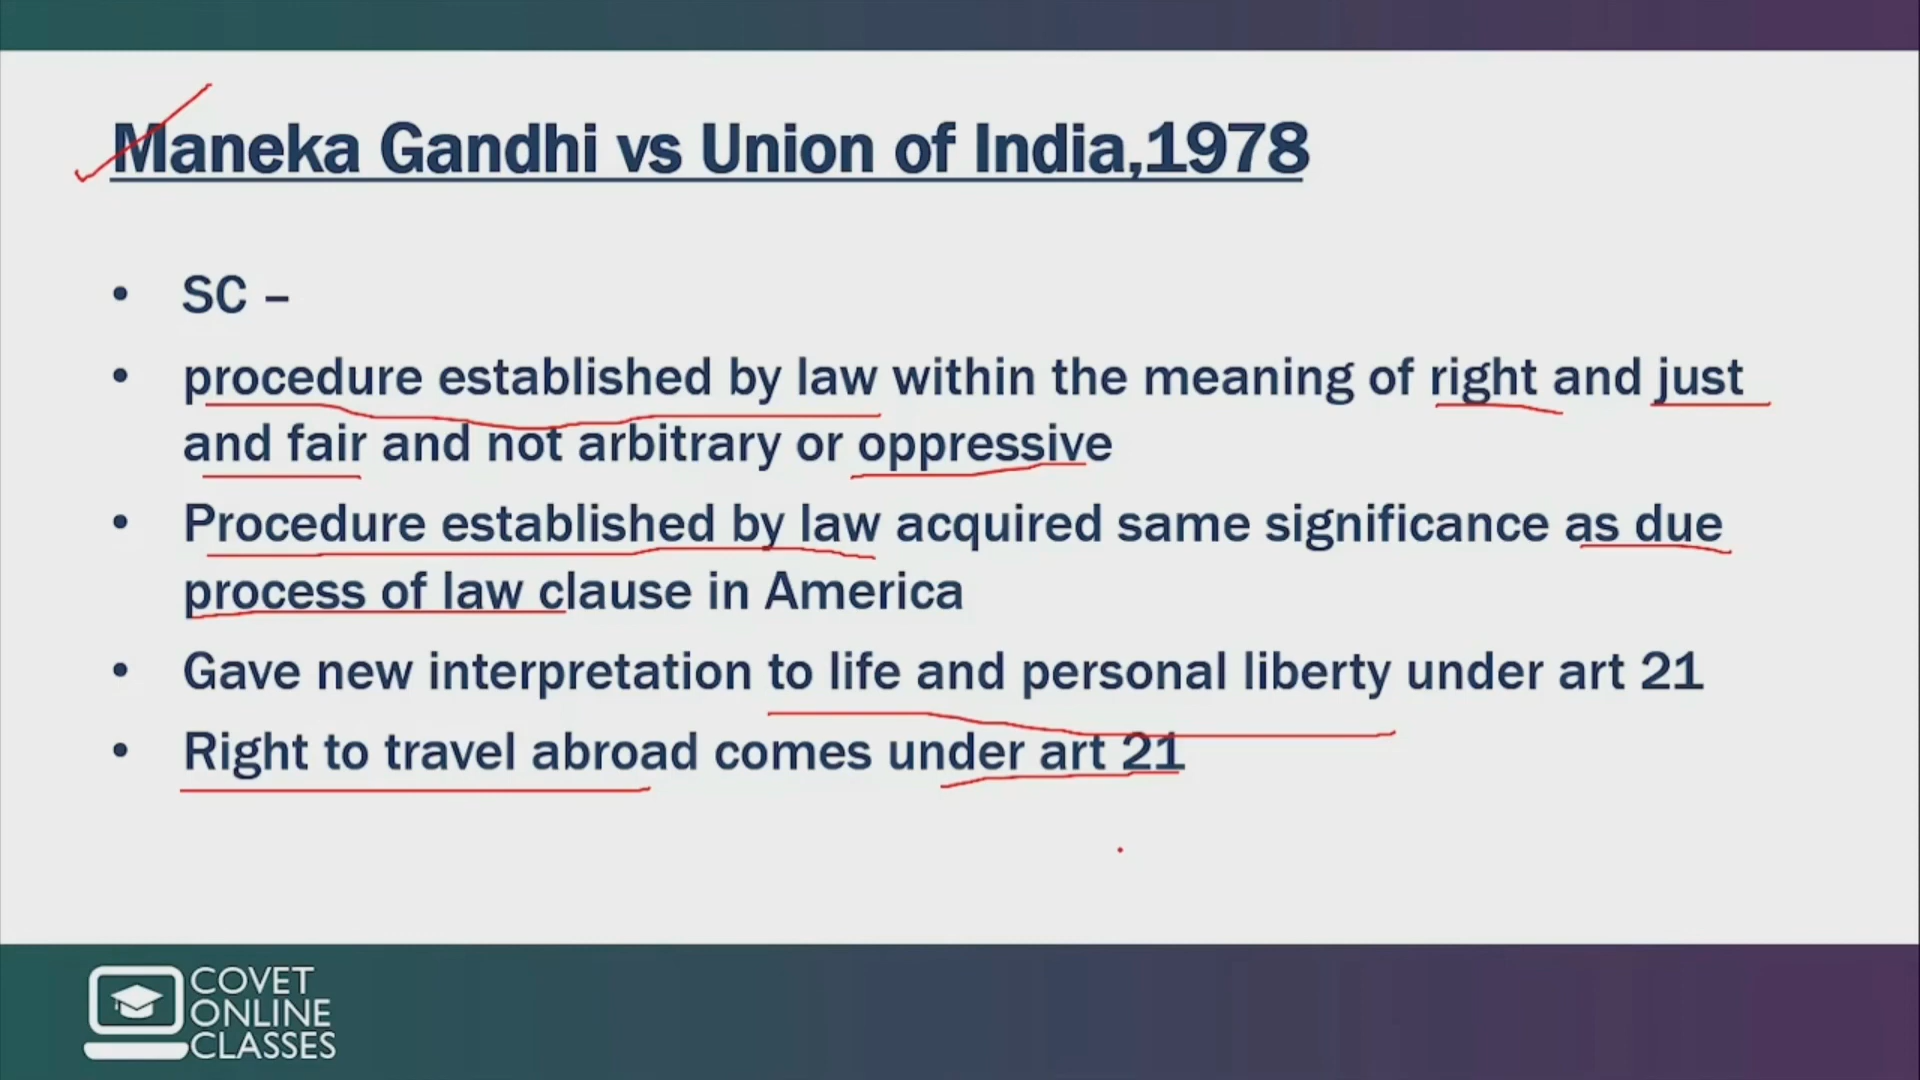 Maneka Gandhi vs Union of India,1978
• SC –
• procedure established by law within the meaning of right and just
and fair and not arbitrary or oppressive
• Procedure established by law acquired same significance as due
process of law clause in America
• Gave new interpretation to life and personal liberty under art 21
• Right to travel abroad comes under art 21
COVET
ONLINE
CLASSES